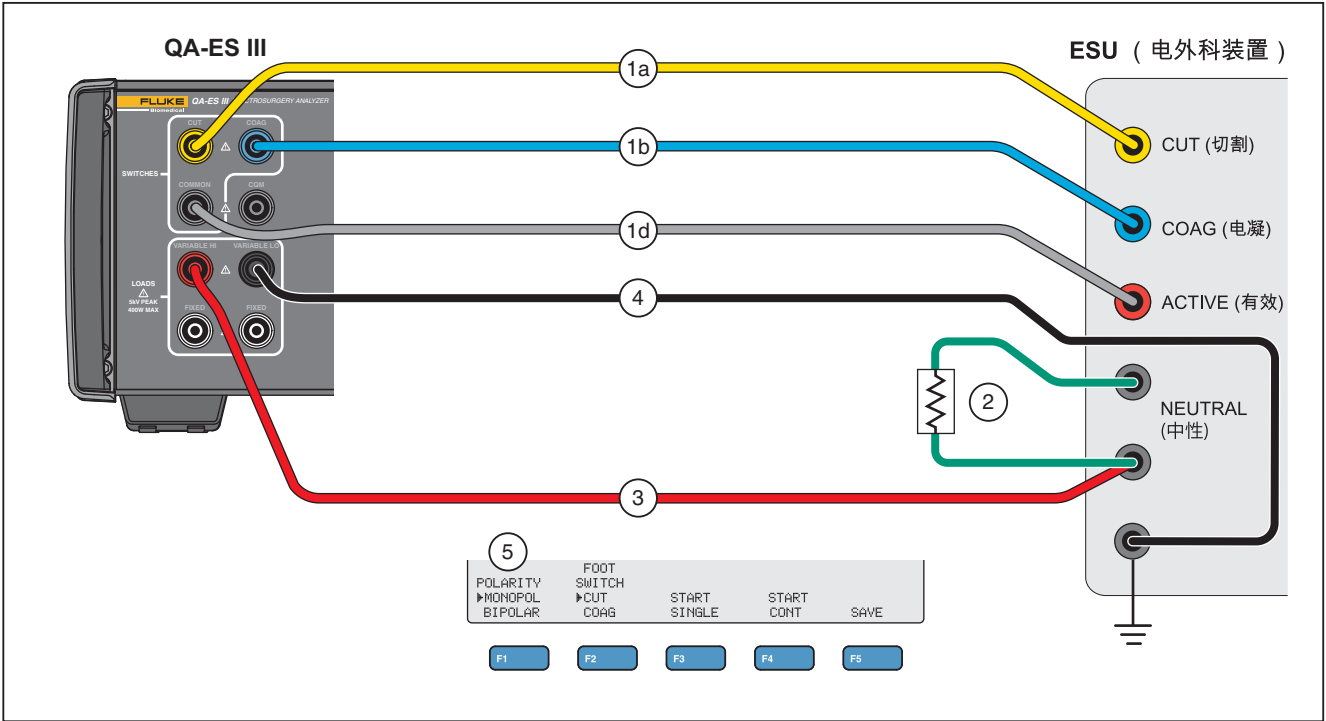 QA-ES III
ESU （电外科装置）
FLUKE
Biomedical
QA-ES III ELECTROSURGERY ANALYZER
CUT
COAG
SWITCHES
COMMON
CQM
VARIABLE HI
VARIABLE LO
LOADS
5kV PEAK
400W MAX
FIXED
FIXED
1a
1b
1d
4
2
3
CUT (切割)
COAG (电凝)
ACTIVE (有效)
NEUTRAL
(中性)
5
POLARITY
▶MONOPOL
BIPOLAR
FOOT
SWITCH
▶CUT
COAG
START
SINGLE
START
CONT
SAVE
F1
F2
F3
F4
F5